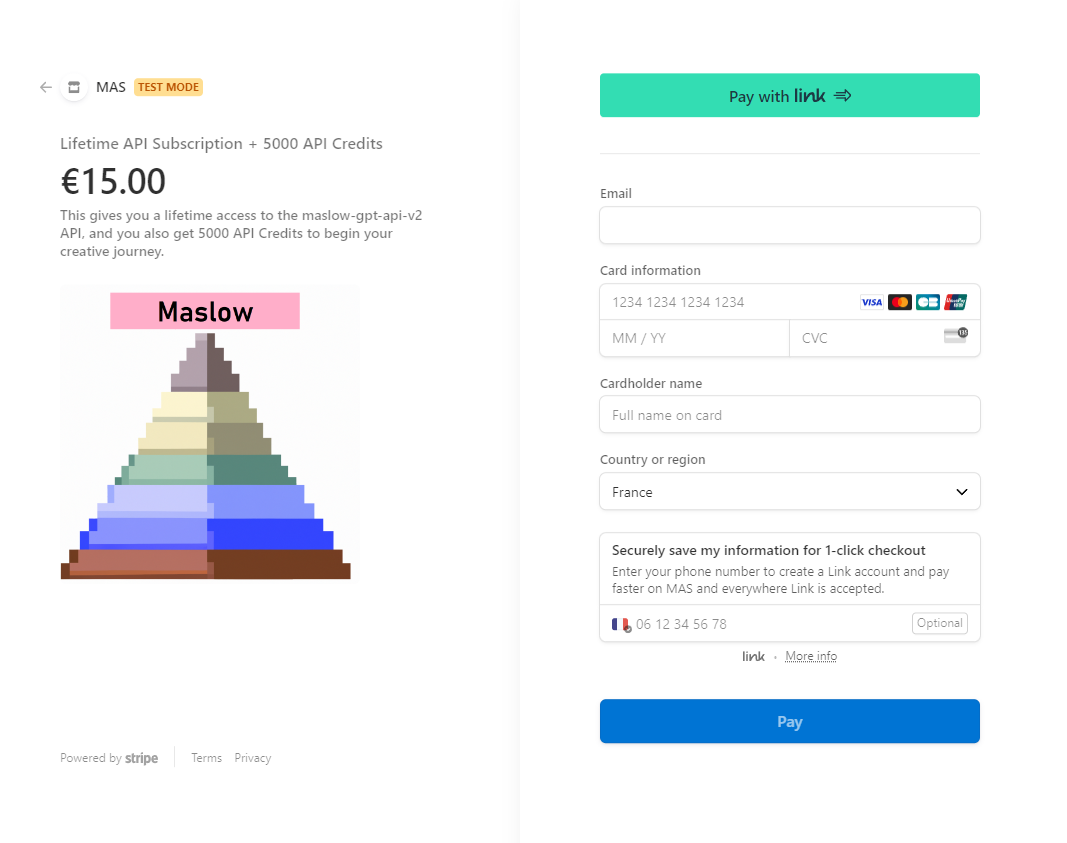 MAS TEST MODE
Lifetime API Subscription + 5000 API Credits
€15.00
This gives you a lifetime access to the maslow-gpt-api-v2
API, and you also get 5000 API Credits to begin your
creative journey.
Maslow
Powered by stripe Terms Privacy
Pay with link
Email
Card information
1234 1234 1234 1234 VISA
MM / YY CVC 135
Cardholder name
Full name on card
Country or region
France
Securely save my information for 1-click checkout
Enter your phone number to create a Link account and pay
faster on MAS and everywhere Link is accepted.
06 12 34 56 78 Optional
link • More info
Pay